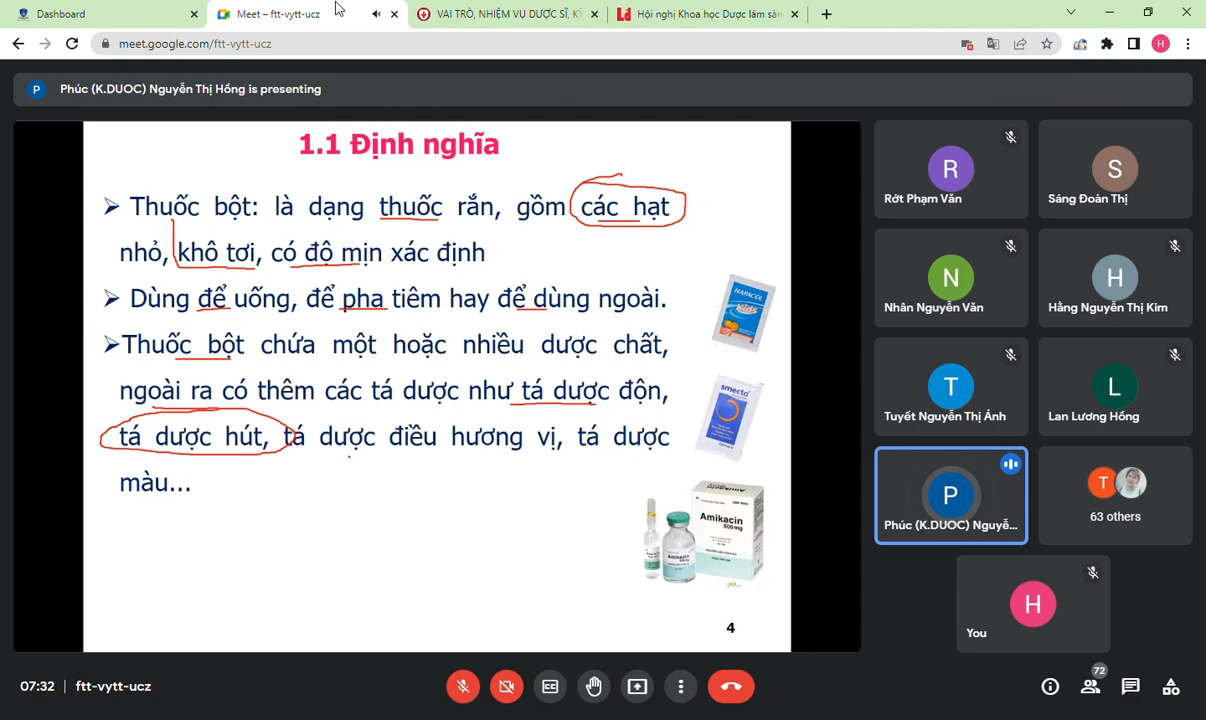 Dashboard
Meet – ftt-vytt-ucz
VAI TRÒ, NHIỆM VỤ DƯỢC SĨ, KỸ
Hội nghị Khoa học Dược lâm sàn
meet.google.com/ftt-vytt-ucz
H
P
Phúc (K.DUOC) Nguyễn Thị Hồng is presenting
1.1 Định nghĩa
Thuốc bột: là dạng thuốc rắn, gồm các hạt
nhỏ, khô tơi, có độ mịn xác định
Dùng để uống, để pha tiêm hay để dùng ngoài.
Thuốc bột chứa một hoặc nhiều dược chất,
ngoài ra có thêm các tá dược như tá dược độn,
tá dược hút, tá dược điều hương vị, tá dược
màu...
HAPACOL
Kids
smecta
Amikacin
500mg
Amikacin
4
R
Rớt Phạm Văn
S
Sáng Đoàn Thị
N
Nhân Nguyễn Văn
H
Hằng Nguyễn Thị Kim
T
Tuyết Nguyễn Thị Ánh
L
Lan Lương Hồng
P
Phúc (K.DUOC) Nguyễ...
T
63 others
H
You
07:32 | ftt-vytt-ucz
72